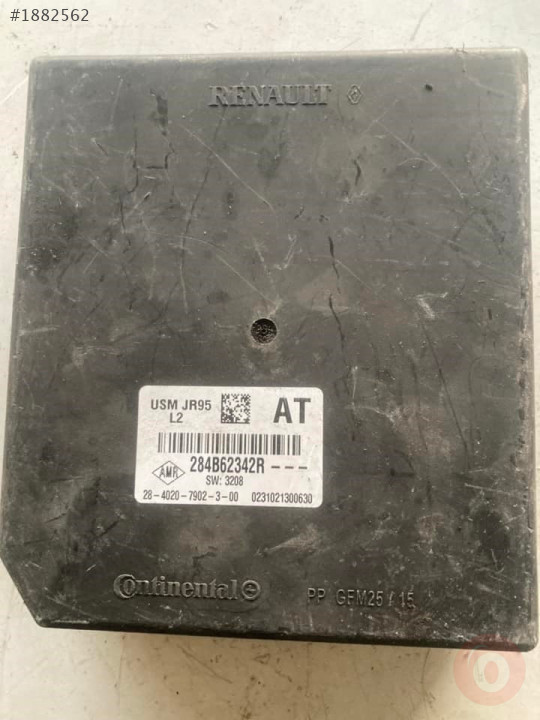 #1882562
RENAULT
USM JR95
L2
AT
284B62342R - - -
AMR
SW: 3208
28-4020-7902-3-00 0231021300630
Continental
PP GFM25/15